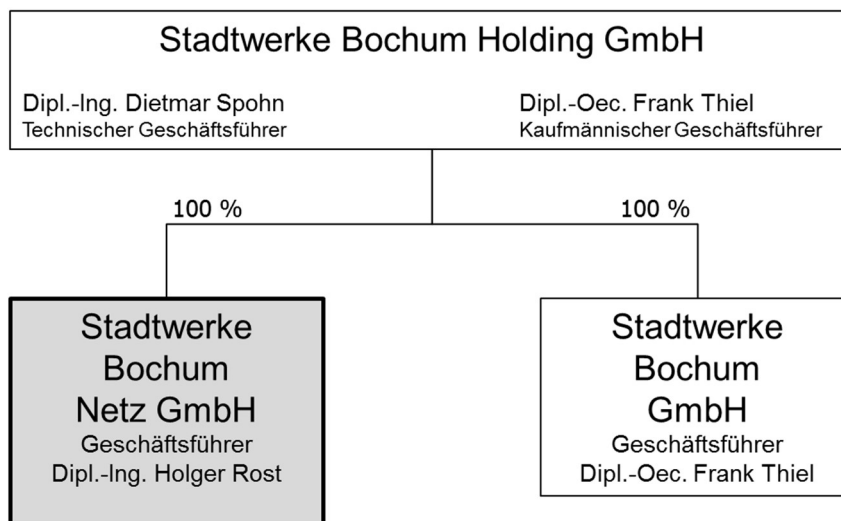 Stadtwerke Bochum Holding GmbH
Dipl.-Ing. Dietmar Spohn
Technischer Geschäftsführer
Dipl.-Oec. Frank Thiel
Kaufmännischer Geschäftsführer
100 %
100 %
Stadtwerke
Bochum
Netz GmbH
Geschäftsführer
Dipl.-Ing. Holger Rost
Stadtwerke
Bochum
GmbH
Geschäftsführer
Dipl.-Oec. Frank Thiel